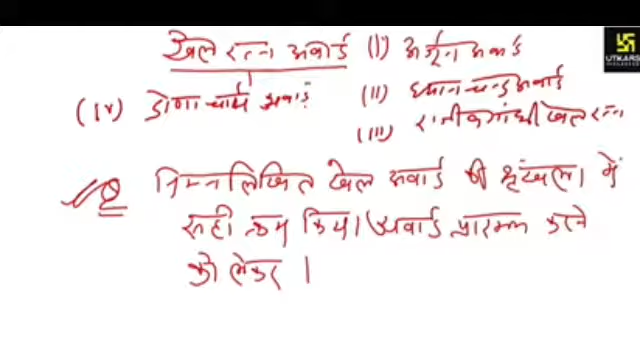 खेल रत्न अवार्ड (i) अर्जुन अवार्ड
(ii) ध्यानचन्द अवार्ड
(iii) राजीव गांधी खेल रत्न
(iv) द्रोणाचार्य अवार्ड
UTKARSH
Q निम्नलिखित खेल अवार्ड की श्रृंखला में
सही क्रम किया अवार्ड प्रारम्भ करने
को लेकर ।